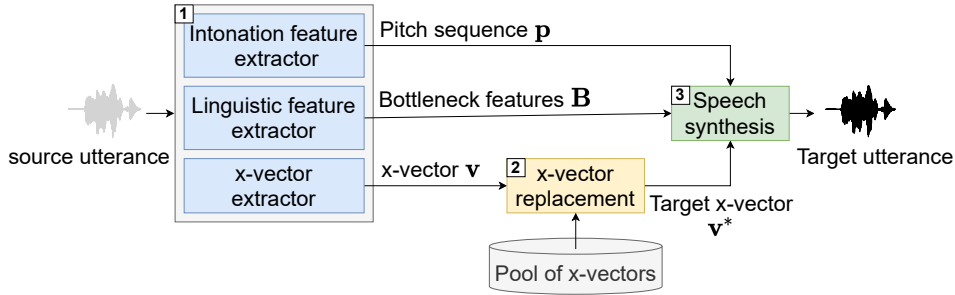 1
Intonation feature
extractor
Pitch sequence p
Linguistic feature
extractor
Bottleneck features B
3
Speech
synthesis
source utterance
Target utterance
x-vector
extractor
x-vector v
2
x-vector
replacement
Target x-vector
v*
Pool of x-vectors